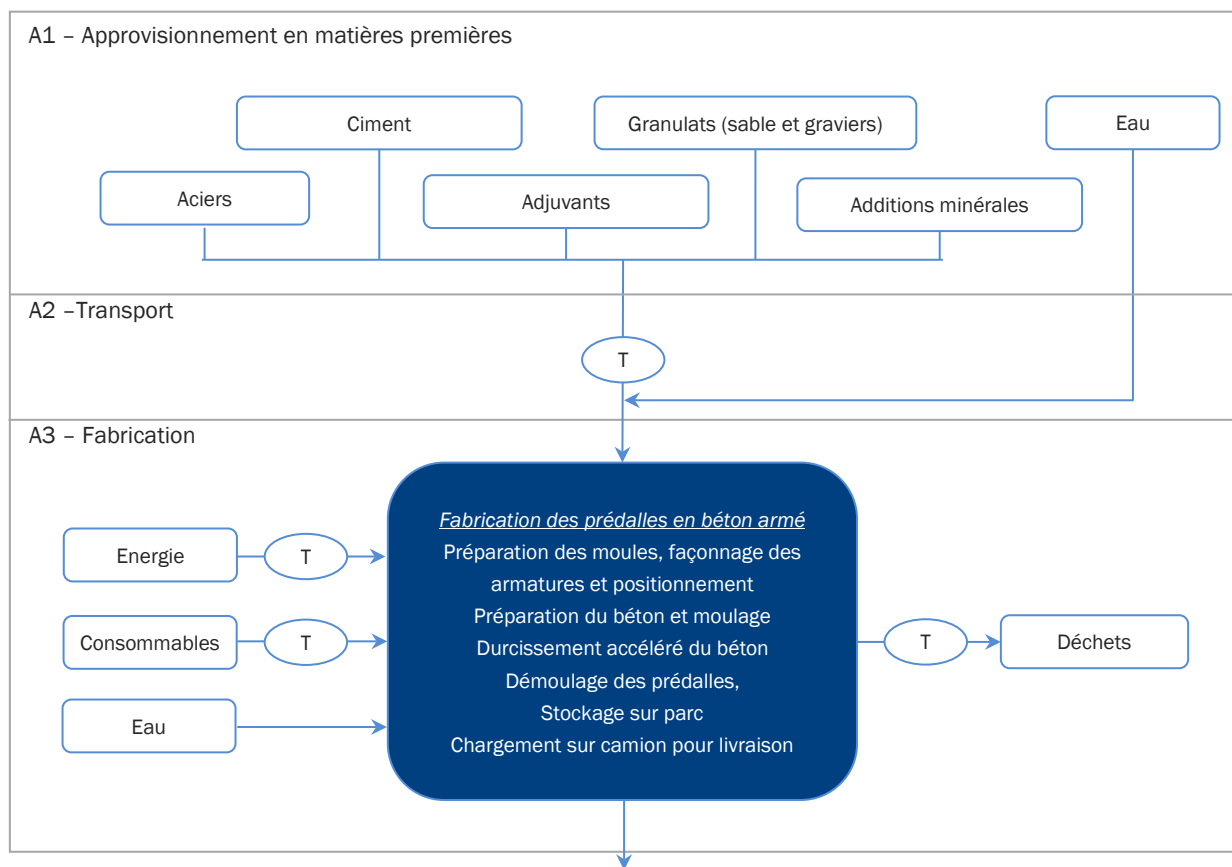 A1 – Approvisionnement en matières premières
Ciment
Granulats (sable et graviers)
Eau
Aciers
Adjuvants
Additions minérales
A2 –Transport
T
A3 – Fabrication
Fabrication des prédalles en béton armé
Préparation des moules, façonnage des
armatures et positionnement
Préparation du béton et moulage
Durcissement accéléré du béton
Démoulage des prédalles,
Stockage sur parc
Chargement sur camion pour livraison
Energie
T
Consommables
T
Eau
T
Déchets